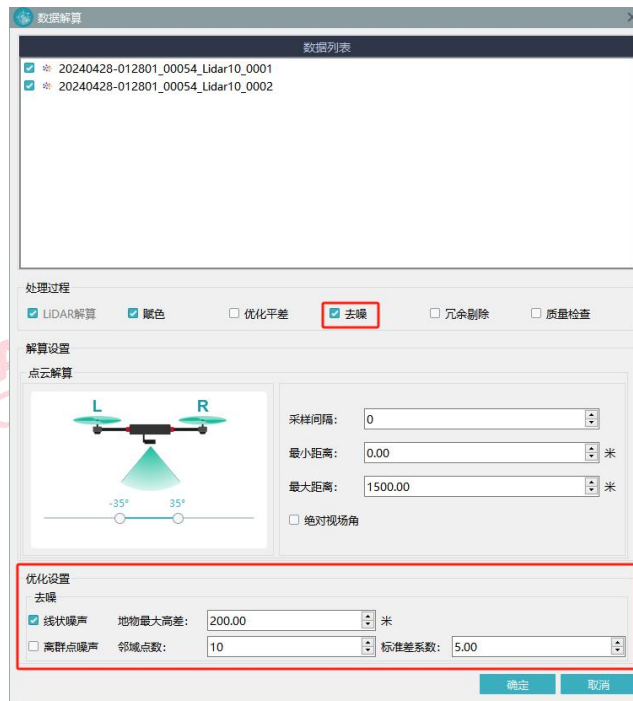 数据解算
数据列表
20240428-012801_00054_Lidar10_0001
20240428-012801_00054_Lidar10_0002
处理过程
LiDAR解算 赋色 优化平差 去噪 冗余剔除 质量检查
解算设置
点云解算
L R
-35° 35°
采样间隔: 0
最小距离: 0.00 米
最大距离: 1500.00 米
绝对视场角
优化设置
去噪
线状噪声 地物最大高差: 200.00 米
离群点噪声 邻域点数: 10 标准差系数: 5.00
确定 取消